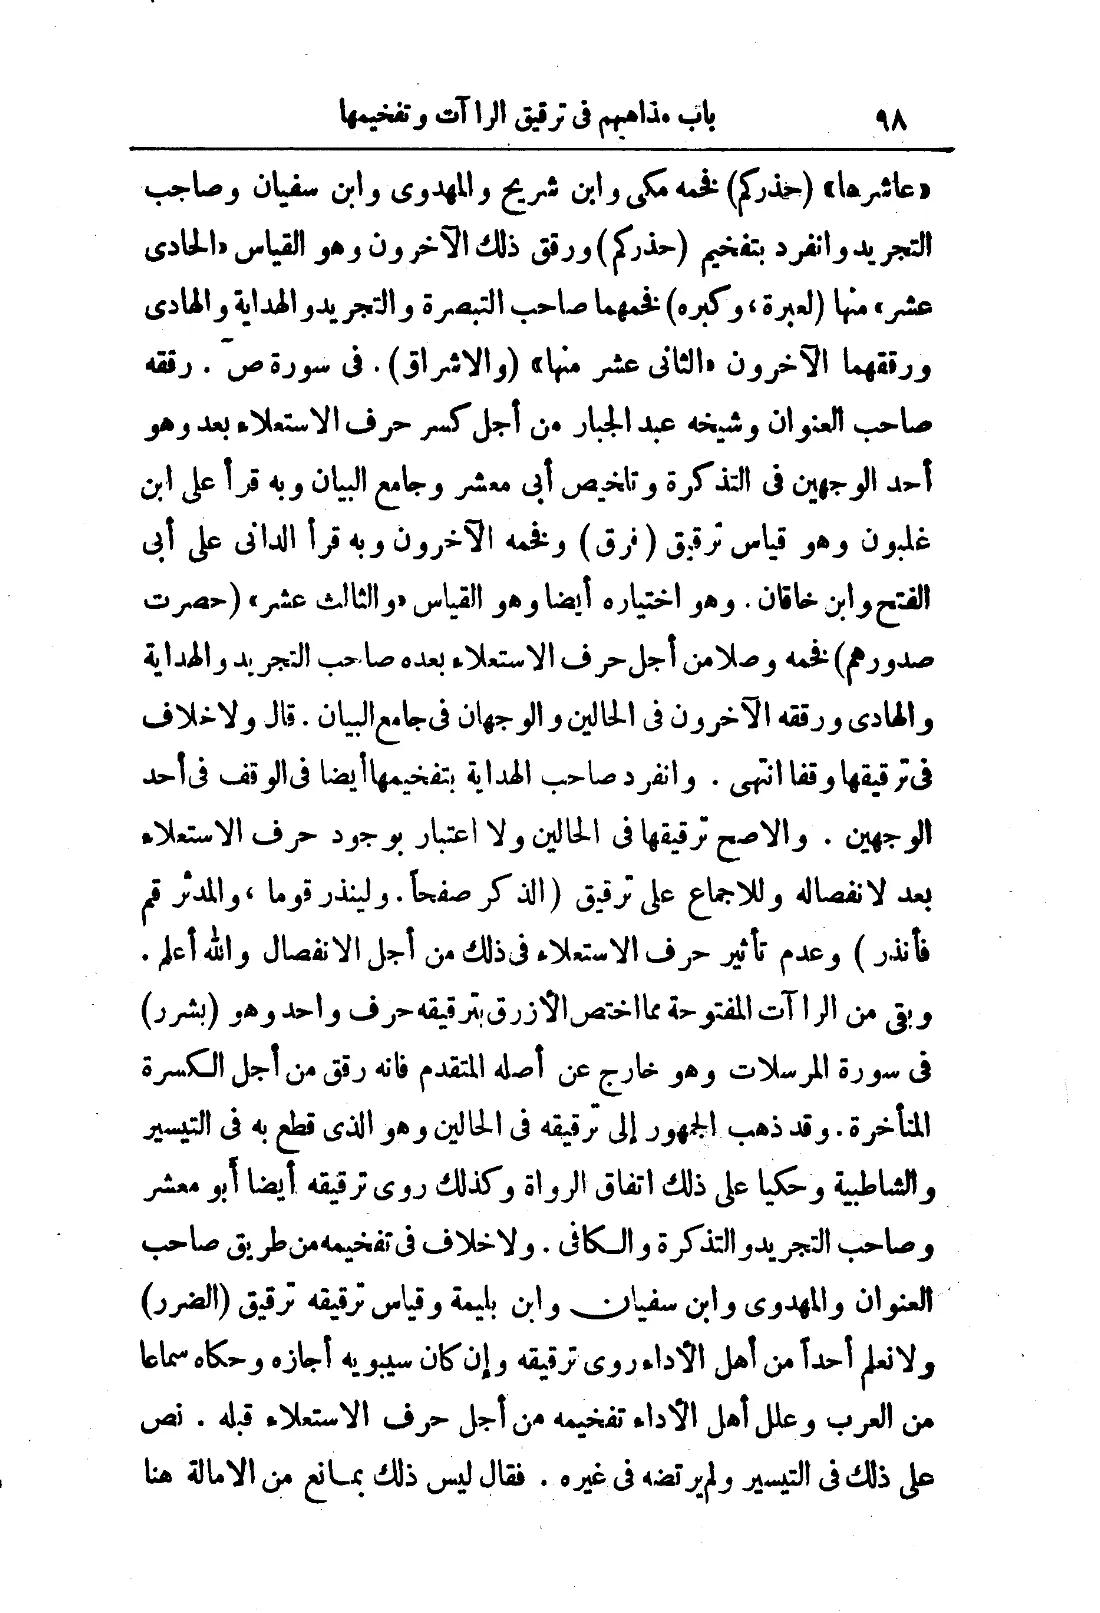 ٩٨ باب مذاهبهم فى ترقيق الراآت وتفخيمها
«عاشرها» (حذركم) فخمه مكى وابن شريح والمهدوى وابن سفيان وصاحب
التجريد وانفرد بتفخيم (حذركم) ورقق ذلك الآخرون وهو القياس «الحادى
عشر» منها (لعبرة، وكبره) فخمهما صاحب التبصرة والتجريد والهداية والهادى
ورققهما الآخرون «الثانى عشر منها» (والاشراق) . فى سورة صۤ . رققه
صاحب العنوان وشيخه عبد الجبار من أجل كسر حرف الاستعلاء بعد وهو
أحد الوجهين فى التذكرة وتلخيص أبى معشر وجامع البيان وبه قرأ على ابن
غلبون وهو قياس ترقيق (فرق) وفخمه الآخرون وبه قرأ الدانى على أبى
الفتح وابن خاقان . وهو اختياره أيضا وهو القياس «والثالث عشر» (حصرت
صدورهم) فخمه وصلا من أجل حرف الاستعلاء بعده صاحب التجريد والهداية
والهادى ورققه الآخرون فى الحالين والوجهان فى جامع البيان . قال ولا خلاف
فى ترقيقها وقفا انتهى . وانفرد صاحب الهداية بتفخيمها أيضا فى الوقف فى أحد
الوجهين . والاصح ترقيقها فى الحالين ولا اعتبار بوجود حرف الاستعلاء
بعد لانفصاله وللاجماع على ترقيق (الذكر صفحاً . ولينذر قوما ، والمدثر قم
فأنذر) وعدم تأثير حرف الاستعلاء فى ذلك من أجل الانفصال والله أعلم .
وبقى من الراآت المفتوحة مما اختص الأزرق بترقيقه حرف واحد وهو (بشرر)
فى سورة المرسلات وهو خارج عن أصله المتقدم فانه رقق من أجل الكسرة
المتأخرة . وقد ذهب الجمهور إلى ترقيقه فى الحالين وهو الذى قطع به فى التيسير
والشاطبية وحكيا على ذلك اتفاق الرواة وكذلك روى ترقيقه أيضا أبو معشر
وصاحب التجريد والتذكرة والكافى . ولا خلاف فى تفخيمه من طريق صاحب
العنوان والمهدوى وابن سفيان وابن بليمة وقياس ترقيقه ترقيق (الضرر)
ولا نعلم أحداً من أهل الأداء روى ترقيقه وإن كان سيبويه أجازه وحكاه سماعا
من العرب وعلل أهل الأداء تفخيمه من أجل حرف الاستعلاء قبله . نص
على ذلك فى التيسير ولم يرتضه فى غيره . فقال ليس ذلك بمانع من الامالة هنا